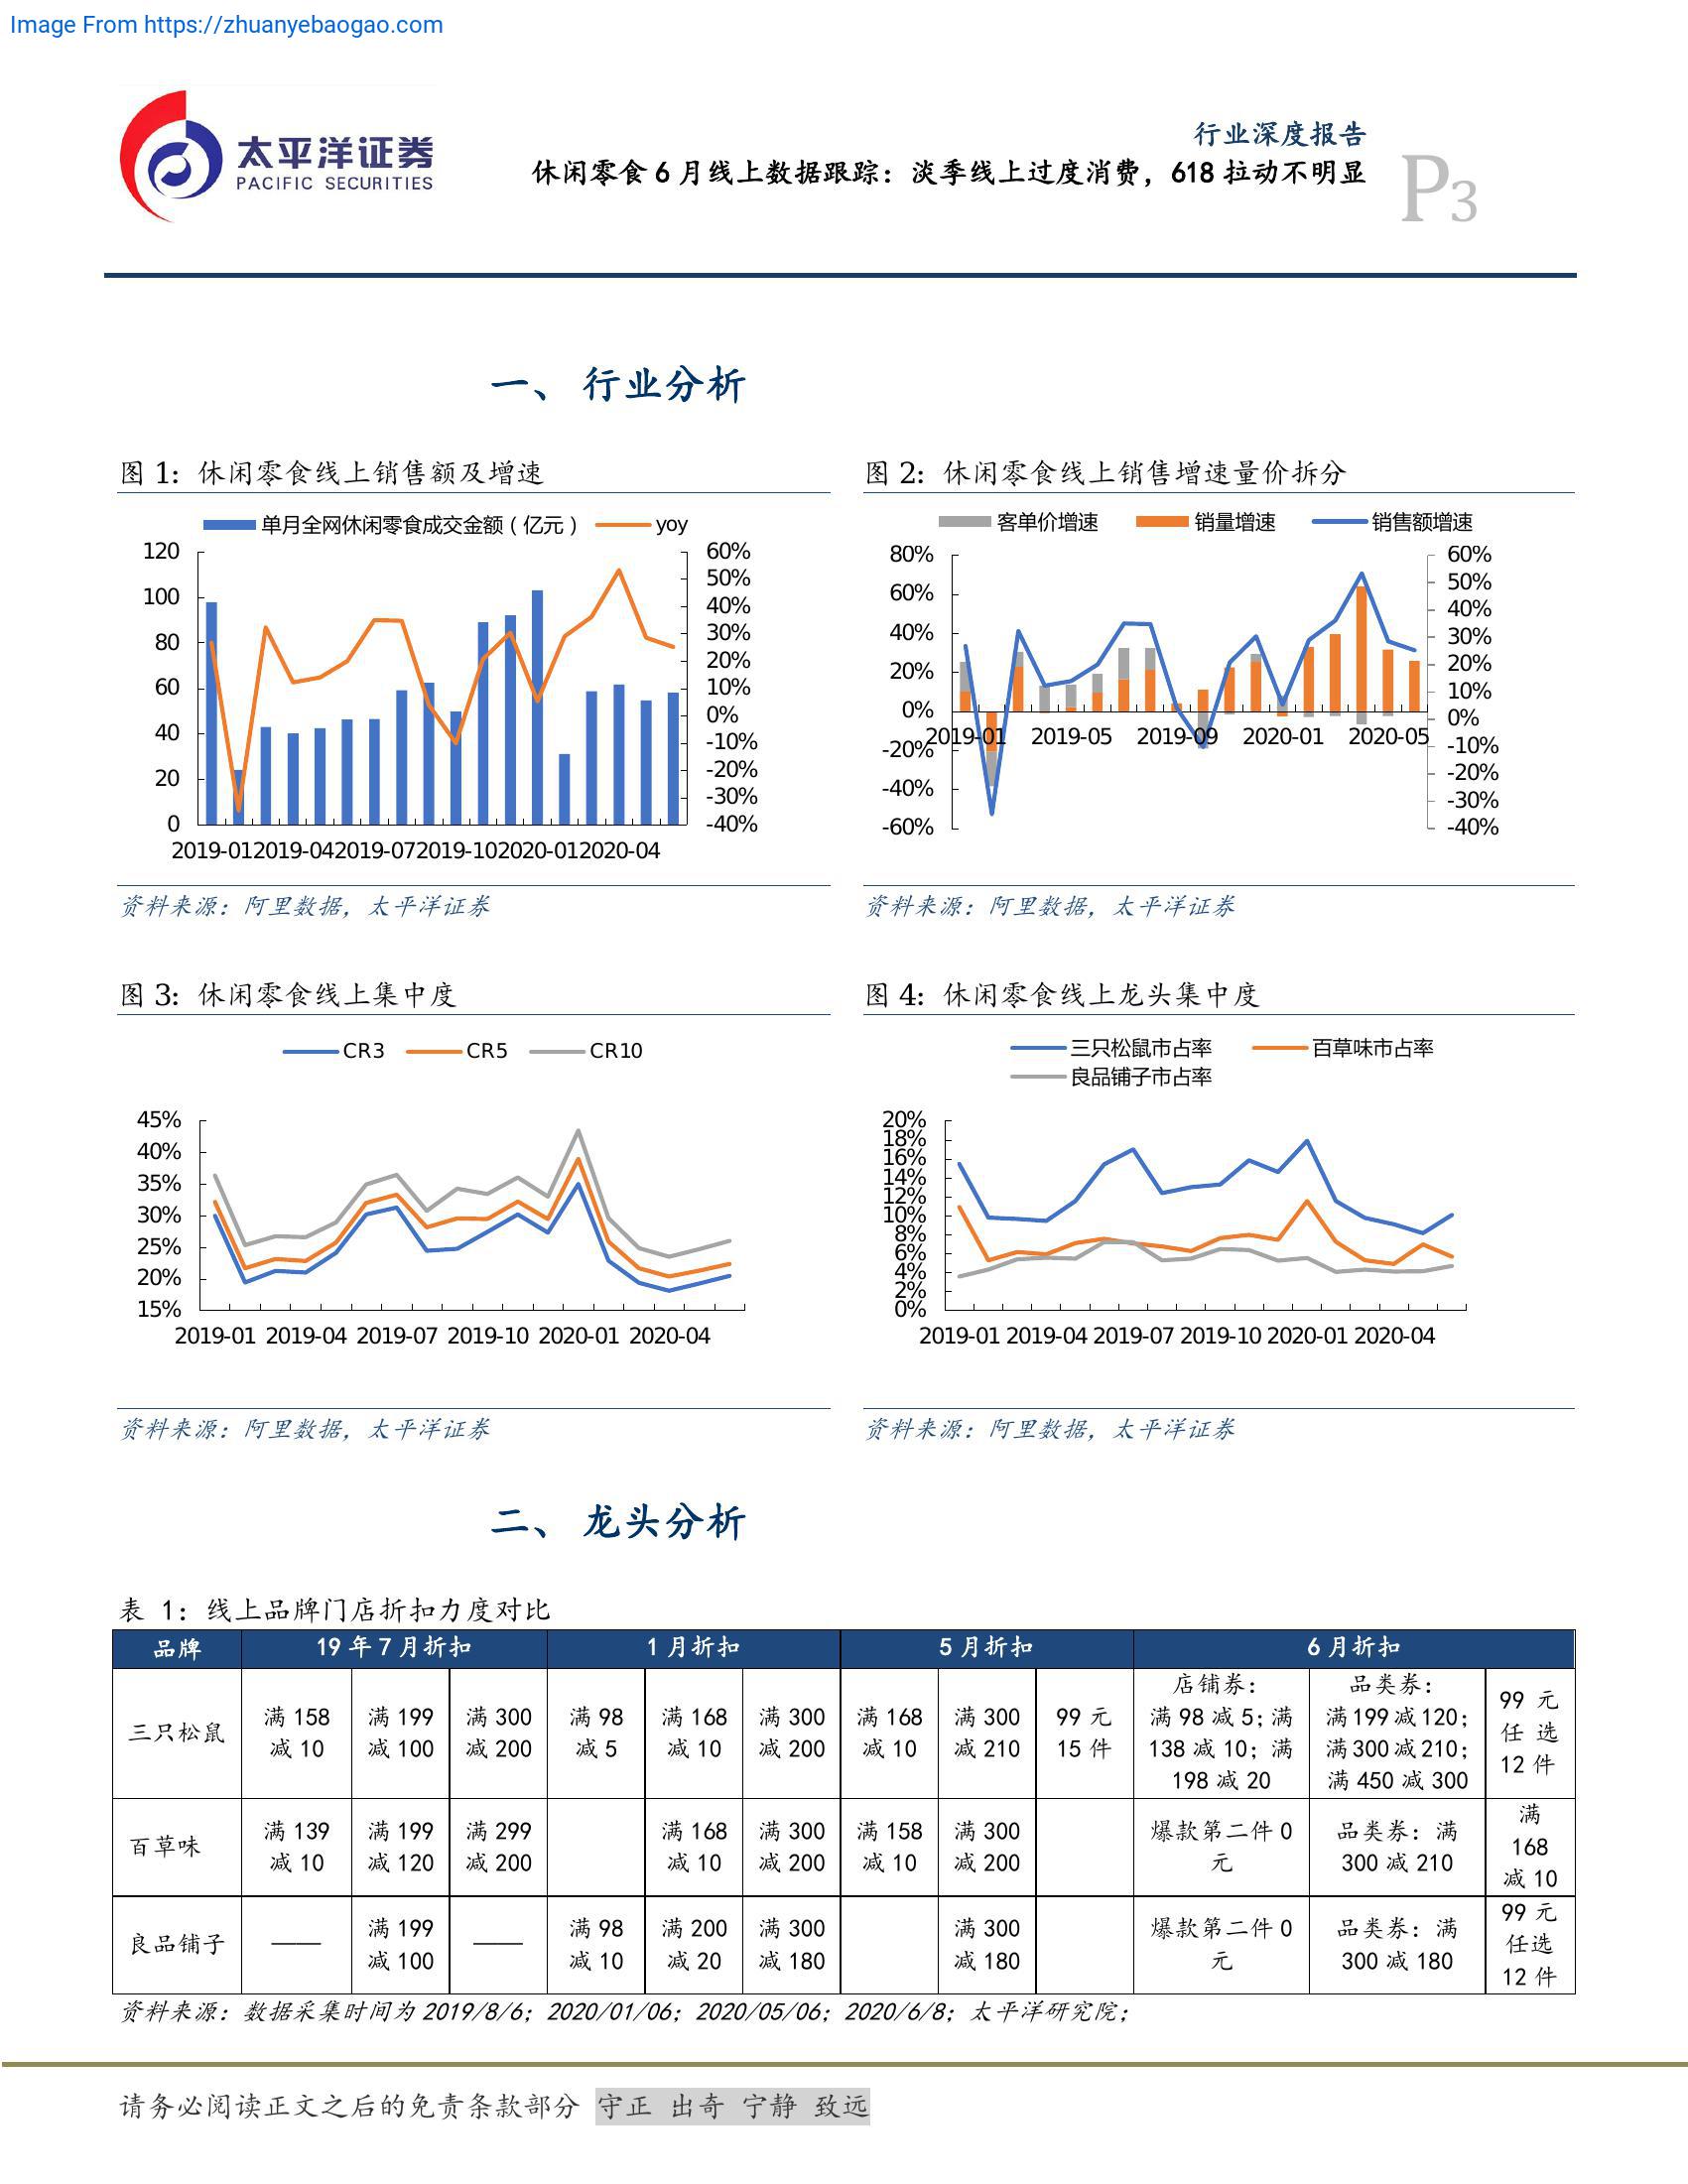 Image From https://zhuanyebaogao.com
太平洋证券
PACIFIC SECURITIES
行业深度报告
休闲零食 6 月线上数据跟踪：淡季线上过度消费，618 拉动不明显
P3
一、 行业分析
图 1：休闲零食线上销售额及增速
单月全网休闲零食成交金额（亿元） yoy
120
100
80
60
40
20
0
60%
50%
40%
30%
20%
10%
0%
-10%
-20%
-30%
-40%
2019-01 2019-04 2019-07 2019-10 2020-01 2020-04
资料来源：阿里数据，太平洋证券
图 2：休闲零食线上销售增速量价拆分
客单价增速 销量增速 销售额增速
80%
60%
40%
20%
0%
-20%
-40%
-60%
60%
50%
40%
30%
20%
10%
0%
-10%
-20%
-30%
-40%
2019-01 2019-05 2019-09 2020-01 2020-05
资料来源：阿里数据，太平洋证券
图 3：休闲零食线上集中度
CR3 CR5 CR10
45%
40%
35%
30%
25%
20%
15%
2019-01 2019-04 2019-07 2019-10 2020-01 2020-04
资料来源：阿里数据，太平洋证券
图 4：休闲零食线上龙头集中度
三只松鼠市占率 百草味市占率
良品铺子市占率
20%
18%
16%
14%
12%
10%
8%
6%
4%
2%
0%
2019-01 2019-04 2019-07 2019-10 2020-01 2020-04
资料来源：阿里数据，太平洋证券
二、 龙头分析
表 1：线上品牌门店折扣力度对比
品牌 19 年 7 月折扣 1 月折扣 5 月折扣 6 月折扣
三只松鼠
满 158
减 10
满 199
减 100
满 300
减 200
满 98
减 5
满 168
减 10
满 300
减 200
满 168
减 10
满 300
减 210
99 元
15 件
店铺券：
满 98 减 5；满
138 减 10；满
198 减 20
品类券：
满 199 减 120；
满 300 减 210；
满 450 减 300
99 元
任 选
12 件
百草味
满 139
减 10
满 199
减 120
满 299
减 200
满 168
减 10
满 300
减 200
满 158
减 10
满 300
减 200
爆款第二件 0
元
品类券：满
300 减 210
满
168
减 10
良品铺子
——
满 199
减 100
——
满 98
减 10
满 200
减 20
满 300
减 180
满 300
减 180
爆款第二件 0
元
品类券：满
300 减 180
99 元
任选
12 件
资料来源：数据采集时间为 2019/8/6；2020/01/06；2020/05/06；2020/6/8；太平洋研究院；
请务必阅读正文之后的免责条款部分 守正 出奇 宁静 致远